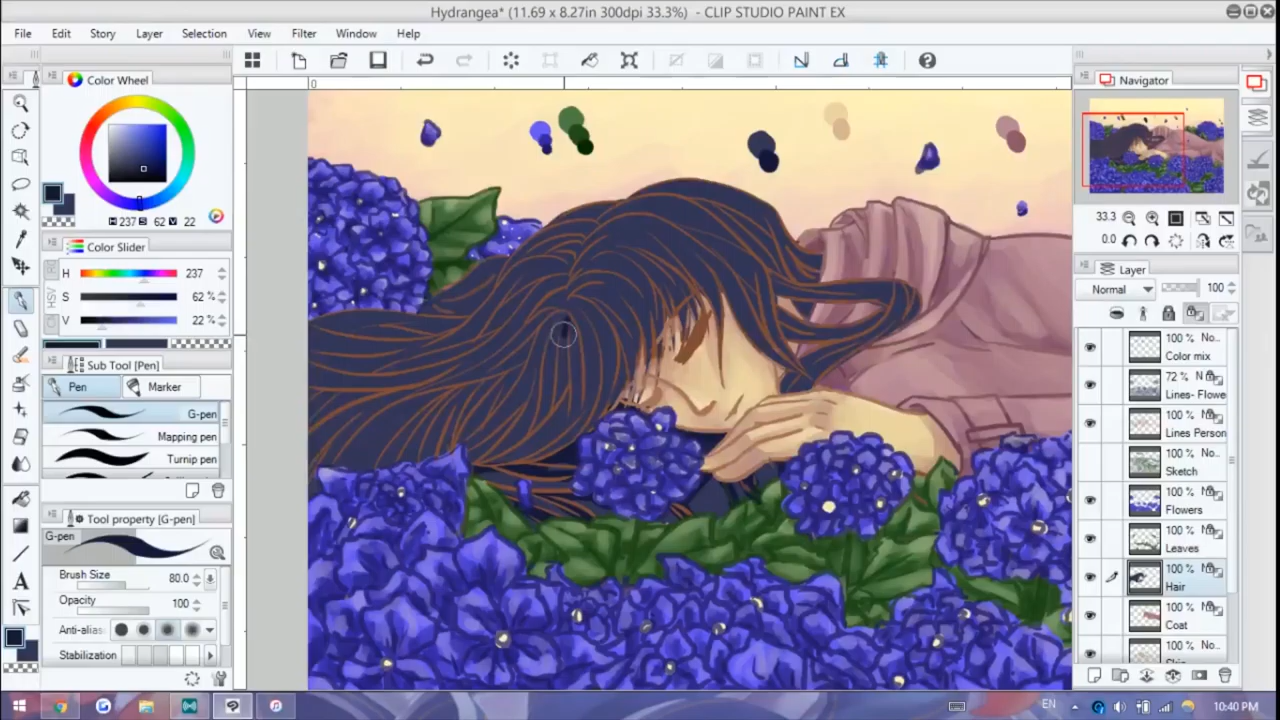 Hydrangea* (11.69 x 8.27in 300dpi 33.3%) - CLIP STUDIO PAINT EX
File Edit Story Layer Selection View Filter Window Help
Color Wheel
H 237 S 62 V 22
Color Slider
HSV
H 237
S 62 %
V 22 %
Sub Tool [Pen]
Pen Marker
G-pen
Mapping pen
Turnip pen
Tool property [G-pen]
G-pen
Brush Size 80.0
Opacity 100
Anti-alias
Stabilization
0
Navigator
33.3
0.0
Layer
Normal 100
100 % No...
Color mix
72 % N
Lines- Flowe
100 % N
Lines Person
100 % N
Sketch
100 % N
Flowers
100 % N
Leaves
100 % N
Hair
100 % N
Coat
100 % No...
EN 10:40 PM